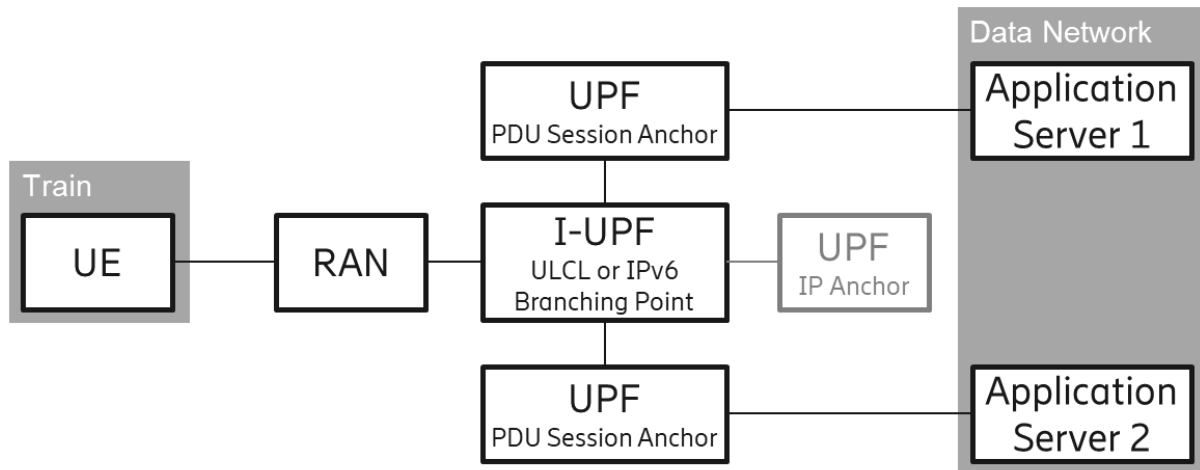 Data Network
UPF
PDU Session Anchor
Application
Server 1
Train
UE
RAN
I-UPF
ULCL or IPv6
Branching Point
UPF
IP Anchor
UPF
PDU Session Anchor
Application
Server 2